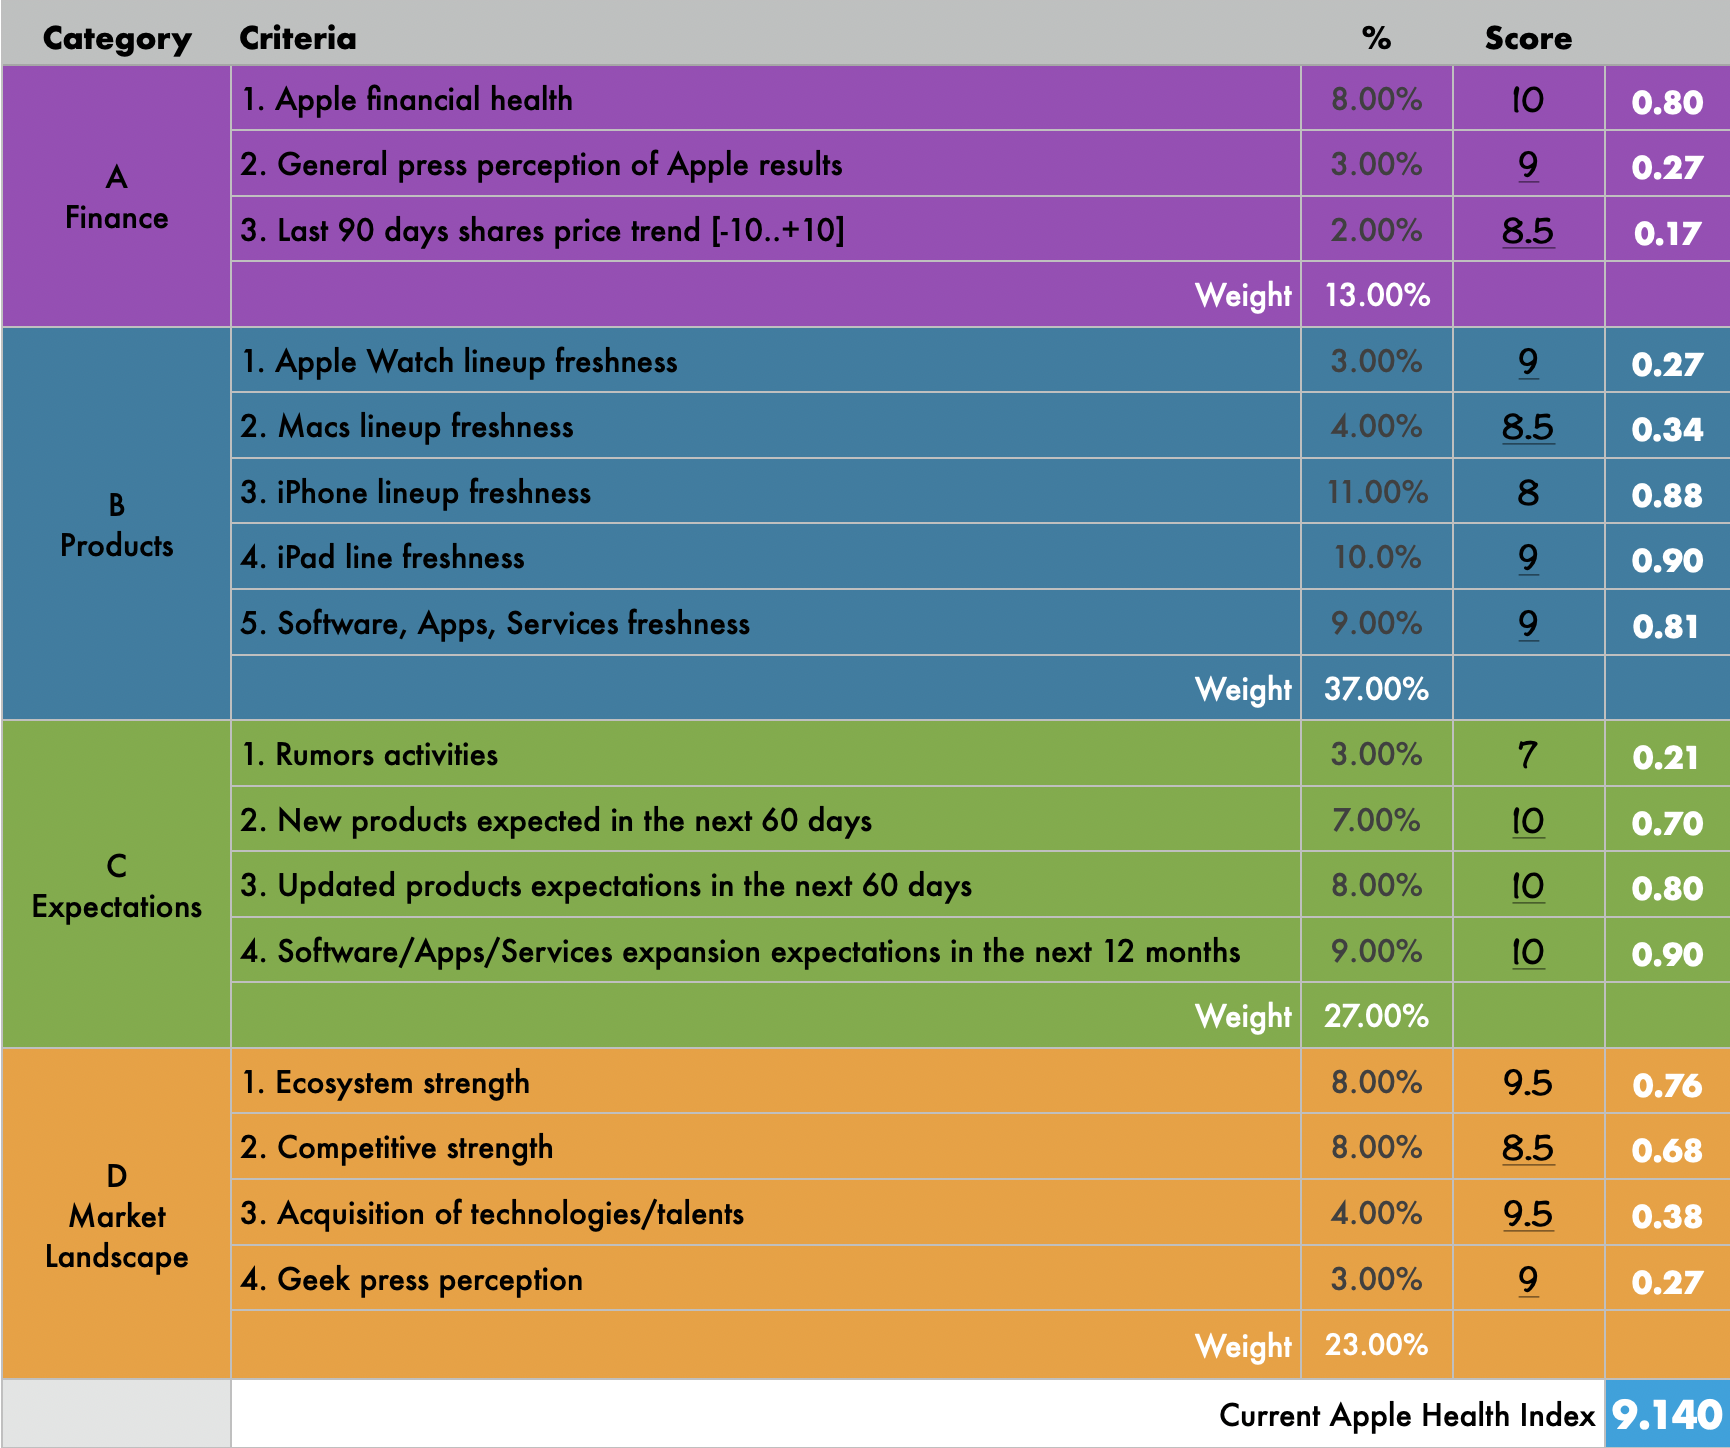 Category Criteria % Score
A
Finance
1. Apple financial health 8.00% 10 0.80
2. General press perception of Apple results 3.00% 9 0.27
3. Last 90 days shares price trend [-10..+10] 2.00% 8.5 0.17
Weight 13.00%
B
Products
1. Apple Watch lineup freshness 3.00% 9 0.27
2. Macs lineup freshness 4.00% 8.5 0.34
3. iPhone lineup freshness 11.00% 8 0.88
4. iPad line freshness 10.0% 9 0.90
5. Software, Apps, Services freshness 9.00% 9 0.81
Weight 37.00%
C
Expectations
1. Rumors activities 3.00% 7 0.21
2. New products expected in the next 60 days 7.00% 10 0.70
3. Updated products expectations in the next 60 days 8.00% 10 0.80
4. Software/Apps/Services expansion expectations in the next 12 months 9.00% 10 0.90
Weight 27.00%
D
Market
Landscape
1. Ecosystem strength 8.00% 9.5 0.76
2. Competitive strength 8.00% 8.5 0.68
3. Acquisition of technologies/talents 4.00% 9.5 0.38
4. Geek press perception 3.00% 9 0.27
Weight 23.00%
Current Apple Health Index 9.140